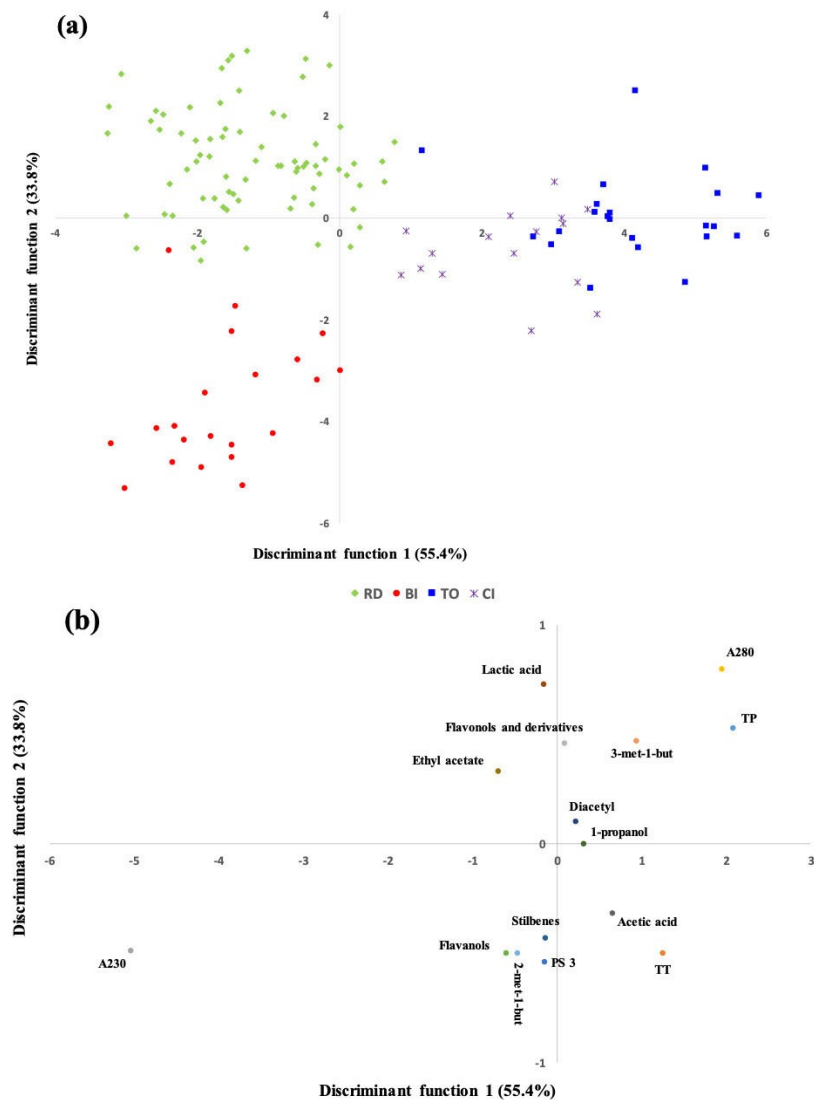 (a)
4
2
0
-4
-2
0
2
4
6
-2
-4
-6
Discriminant function 2 (33.8%)
Discriminant function 1 (55.4%)
RD BI TO CI
(b)
1
A280
Lactic acid
TP
Flavonols and derivatives
3-met-1-but
Ethyl acetate
Diacetyl
1-propanol
-6
-5
-4
-3
-2
-1
0
0
1
2
3
Stilbenes
Acetic acid
Flavanols
A230
2-met-1-but
PS 3
TT
-1
Discriminant function 2 (33.8%)
Discriminant function 1 (55.4%)